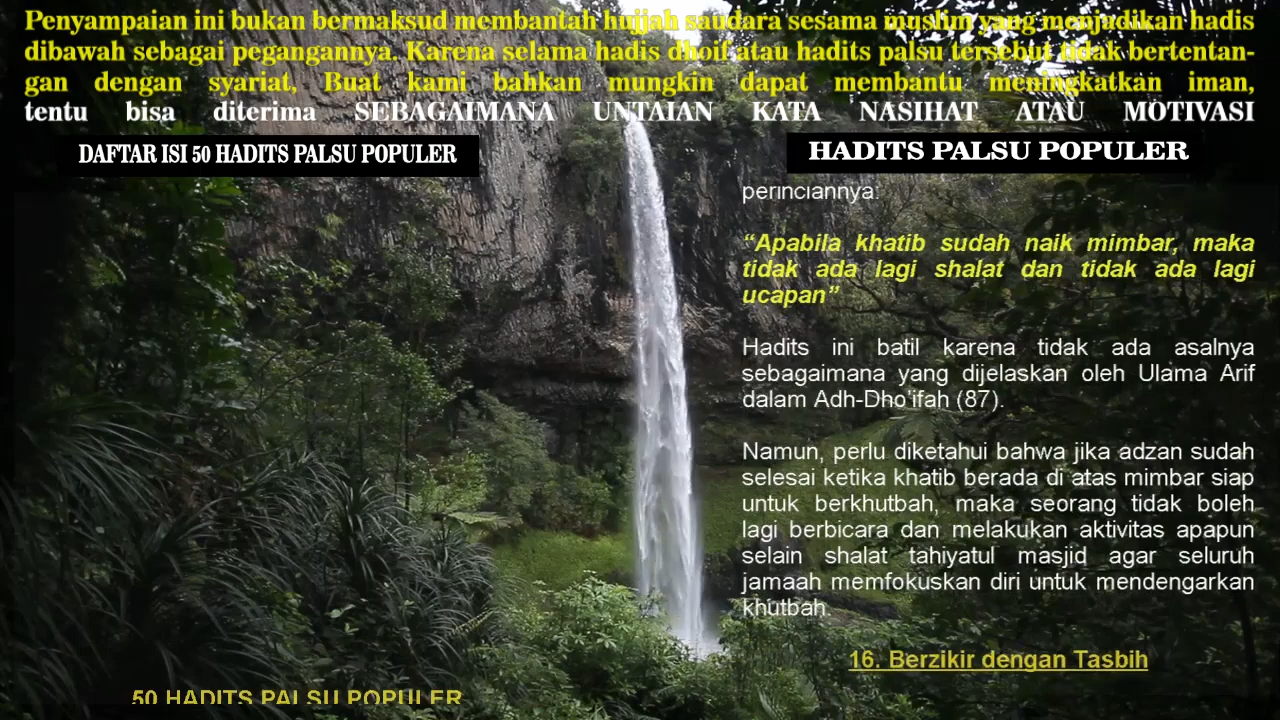 Penyampaian ini bukan bermaksud membantah hujjah saudara sesama muslim yang menjadikan hadis
dibawah sebagai pegangannya. Karena selama hadis dhoif atau hadits palsu tersebut tidak bertentan-
gan dengan syariat, Buat kami bahkan mungkin dapat membantu meningkatkan iman,
tentu bisa diterima SEBAGAIMANA UNTAIAN KATA NASIHAT ATAU MOTIVASI
DAFTAR ISI 50 HADITS PALSU POPULER
50 HADITS PALSU POPULER
HADITS PALSU POPULER
perinciannya:
“Apabila khatib sudah naik mimbar, maka
tidak ada lagi shalat dan tidak ada lagi
ucapan”
Hadits ini batil karena tidak ada asalnya
sebagaimana yang dijelaskan oleh Ulama Arif
dalam Adh-Dho'ifah (87).
Namun, perlu diketahui bahwa jika adzan sudah
selesai ketika khatib berada di atas mimbar siap
untuk berkhutbah, maka seorang tidak boleh
lagi berbicara dan melakukan aktivitas apapun
selain shalat tahiyatul masjid agar seluruh
jamaah memfokuskan diri untuk mendengarkan
khutbah.
16. Berzikir dengan Tasbih